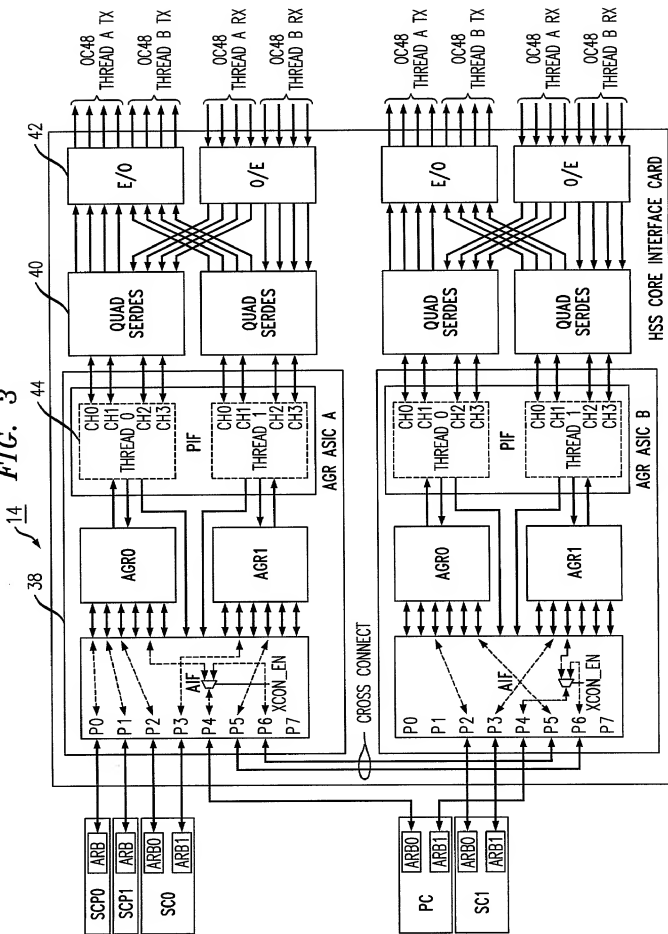 FIG. 3
14
38
44
40
42
SCP0
ARB
SCP1
ARB
SC0
ARB0
ARB1
P0
P1
P2
P3
P4
P5
P6
P7
AIF
XCON_EN
AGR0
AGR1
CH0
CH1
CH2
CH3
THREAD 0
PIF
CH0
CH1
CH2
CH3
THREAD 1
AGR ASIC A
QUAD
SERDES
QUAD
SERDES
E/O
O/E
OC48
THREAD A TX
OC48
THREAD B TX
OC48
THREAD A RX
OC48
THREAD B RX
CROSS CONNECT
PC
ARB0
ARB1
SC1
ARB0
ARB1
P0
P1
P2
P3
P4
P5
P6
P7
AIF
XCON_EN
AGR0
AGR1
CH0
CH1
CH2
CH3
THREAD 0
PIF
CH0
CH1
CH2
CH3
THREAD 1
AGR ASIC B
QUAD
SERDES
QUAD
SERDES
E/O
O/E
OC48
THREAD A TX
OC48
THREAD B TX
OC48
THREAD A RX
OC48
THREAD B RX
HSS CORE INTERFACE CARD